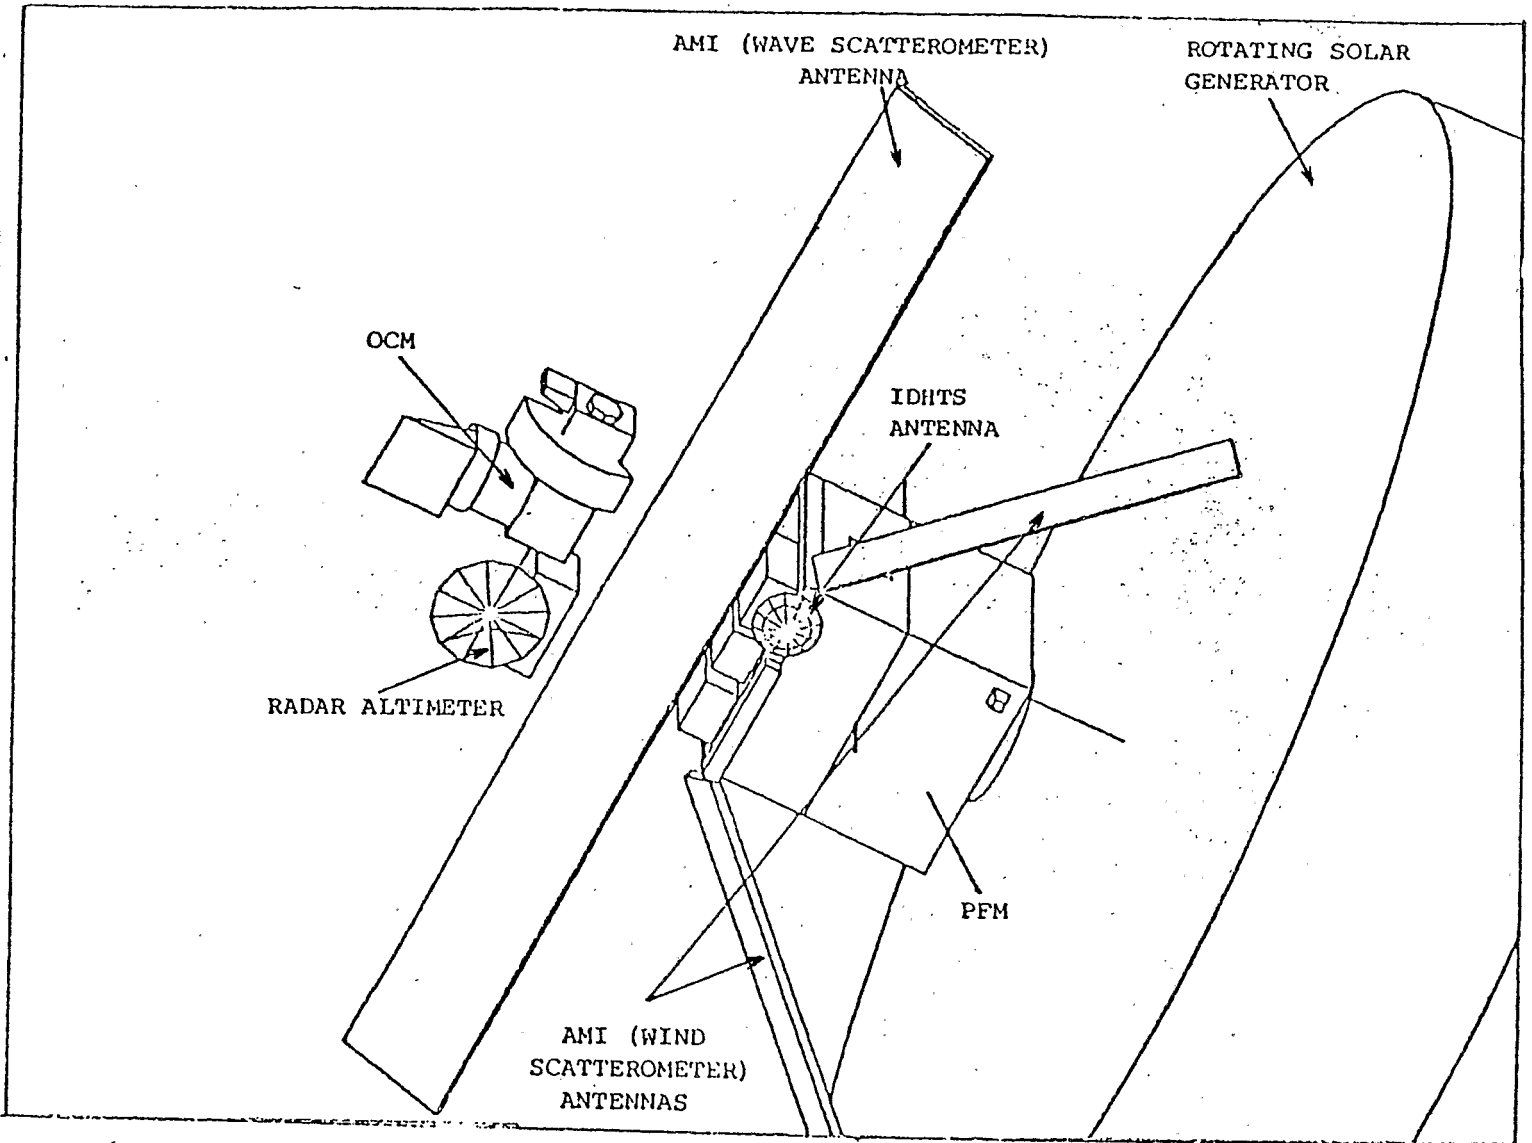 AMI (WAVE SCATTEROMETER)
ANTENNA
ROTATING SOLAR
GENERATOR
OCM
IDHTS
ANTENNA
RADAR ALTIMETER
PFM
AMI (WIND
SCATTEROMETER)
ANTENNAS